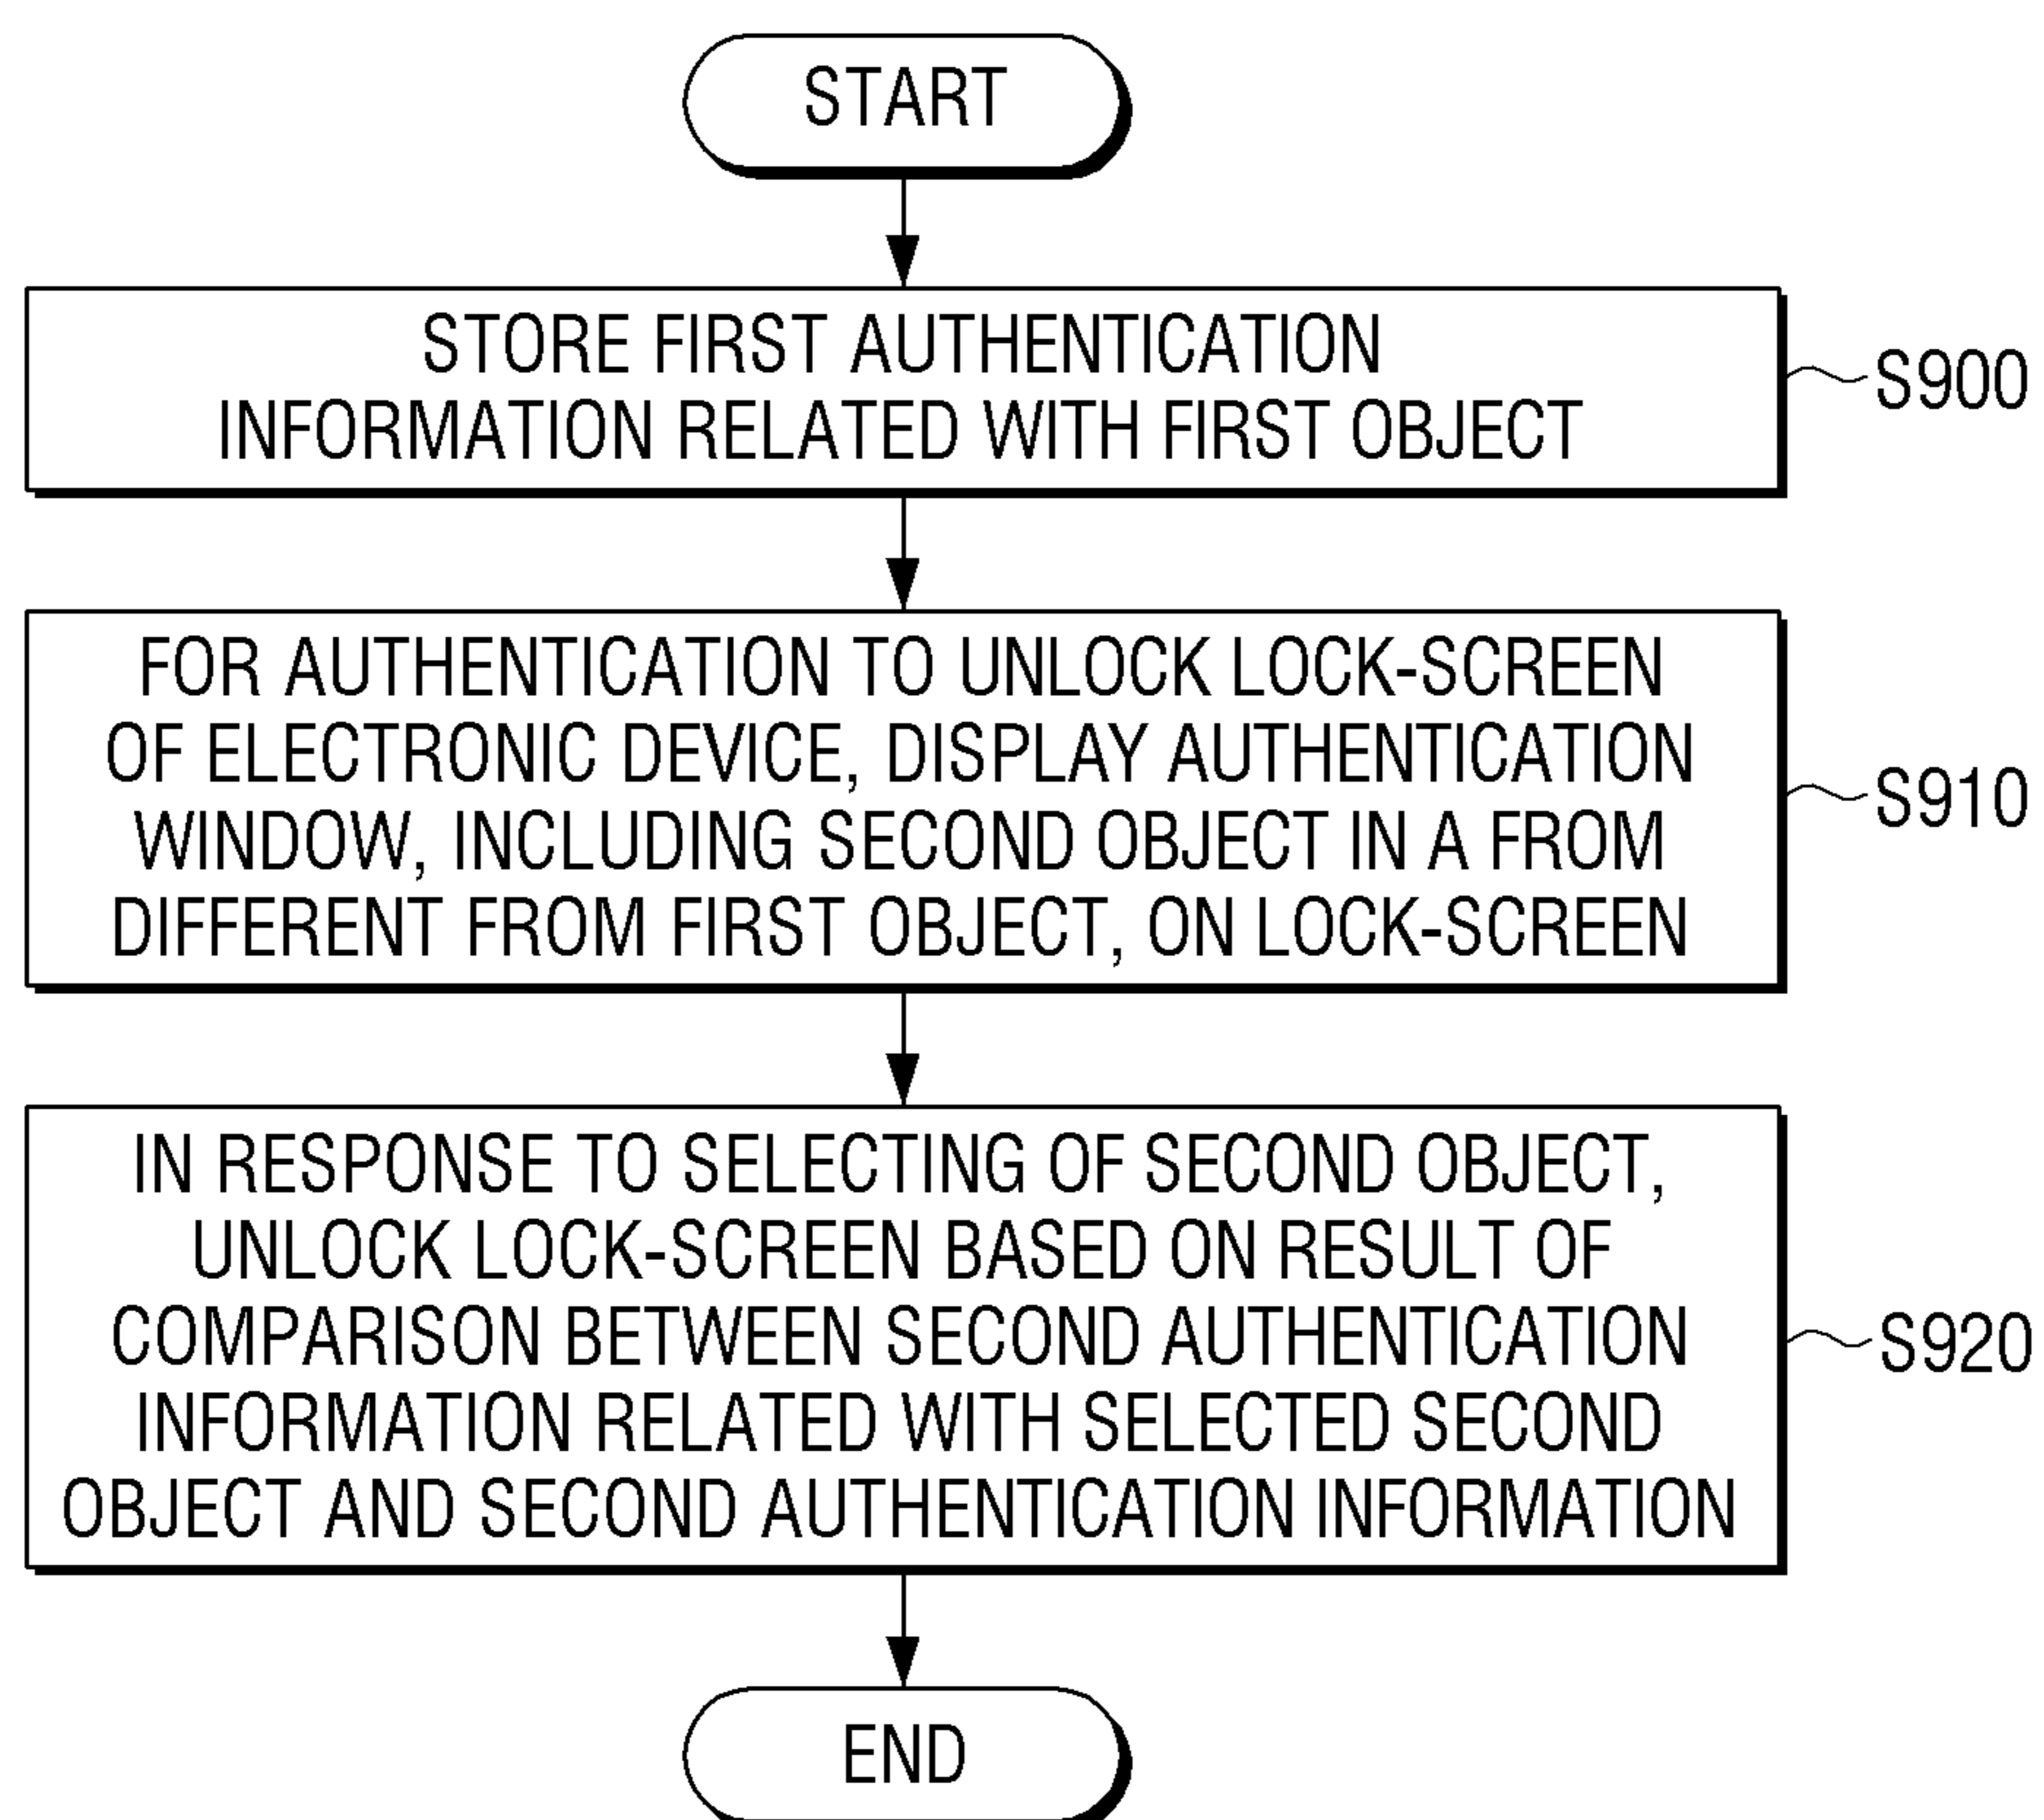 START
STORE FIRST AUTHENTICATION
INFORMATION RELATED WITH FIRST OBJECT
S900
FOR AUTHENTICATION TO UNLOCK LOCK-SCREEN
OF ELECTRONIC DEVICE, DISPLAY AUTHENTICATION
WINDOW, INCLUDING SECOND OBJECT IN A FROM
DIFFERENT FROM FIRST OBJECT, ON LOCK-SCREEN
S910
IN RESPONSE TO SELECTING OF SECOND OBJECT,
UNLOCK LOCK-SCREEN BASED ON RESULT OF
COMPARISON BETWEEN SECOND AUTHENTICATION
INFORMATION RELATED WITH SELECTED SECOND
OBJECT AND SECOND AUTHENTICATION INFORMATION
S920
END